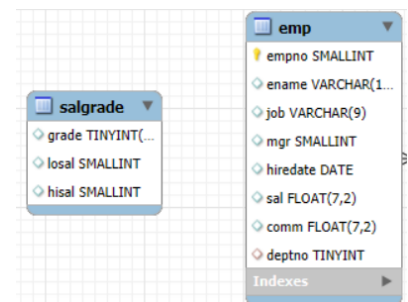 salgrade
grade TINYINT(...
losal SMALLINT
hisal SMALLINT
emp
empno SMALLINT
ename VARCHAR(1...
job VARCHAR(9)
mgr SMALLINT
hiredate DATE
sal FLOAT(7,2)
comm FLOAT(7,2)
deptno TINYINT
Indexes